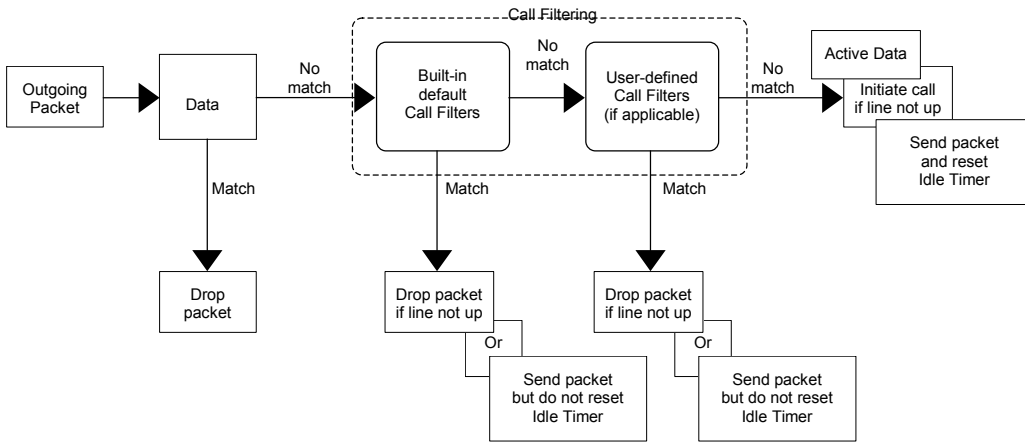 Call Filtering
Outgoing
Packet
Data
No
match
Built-in
default
Call Filters
No
match
User-defined
Call Filters
(if applicable)
No
match
Active Data
Initiate call
if line not up
Send packet
and reset
Idle Timer
Match
Match
Match
Drop
packet
Drop packet
if line not up
Or
Send packet
but do not reset
Idle Timer
Drop packet
if line not up
Or
Send packet
but do not reset
Idle Timer